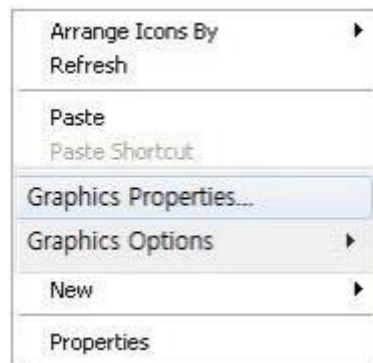 Arrange Icons By
Refresh
Paste
Paste Shortcut
Graphics Properties...
Graphics Options
New
Properties